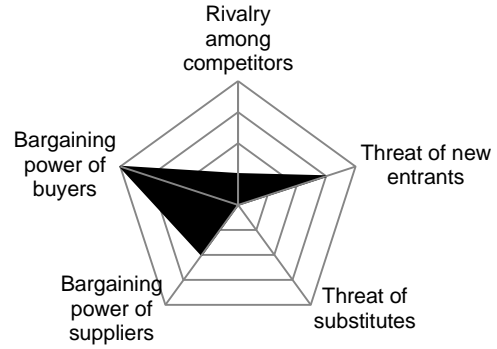 Rivalry
among
competitors
Bargaining
power of
buyers
Threat of new
entrants
Bargaining
power of
suppliers
Threat of
substitutes